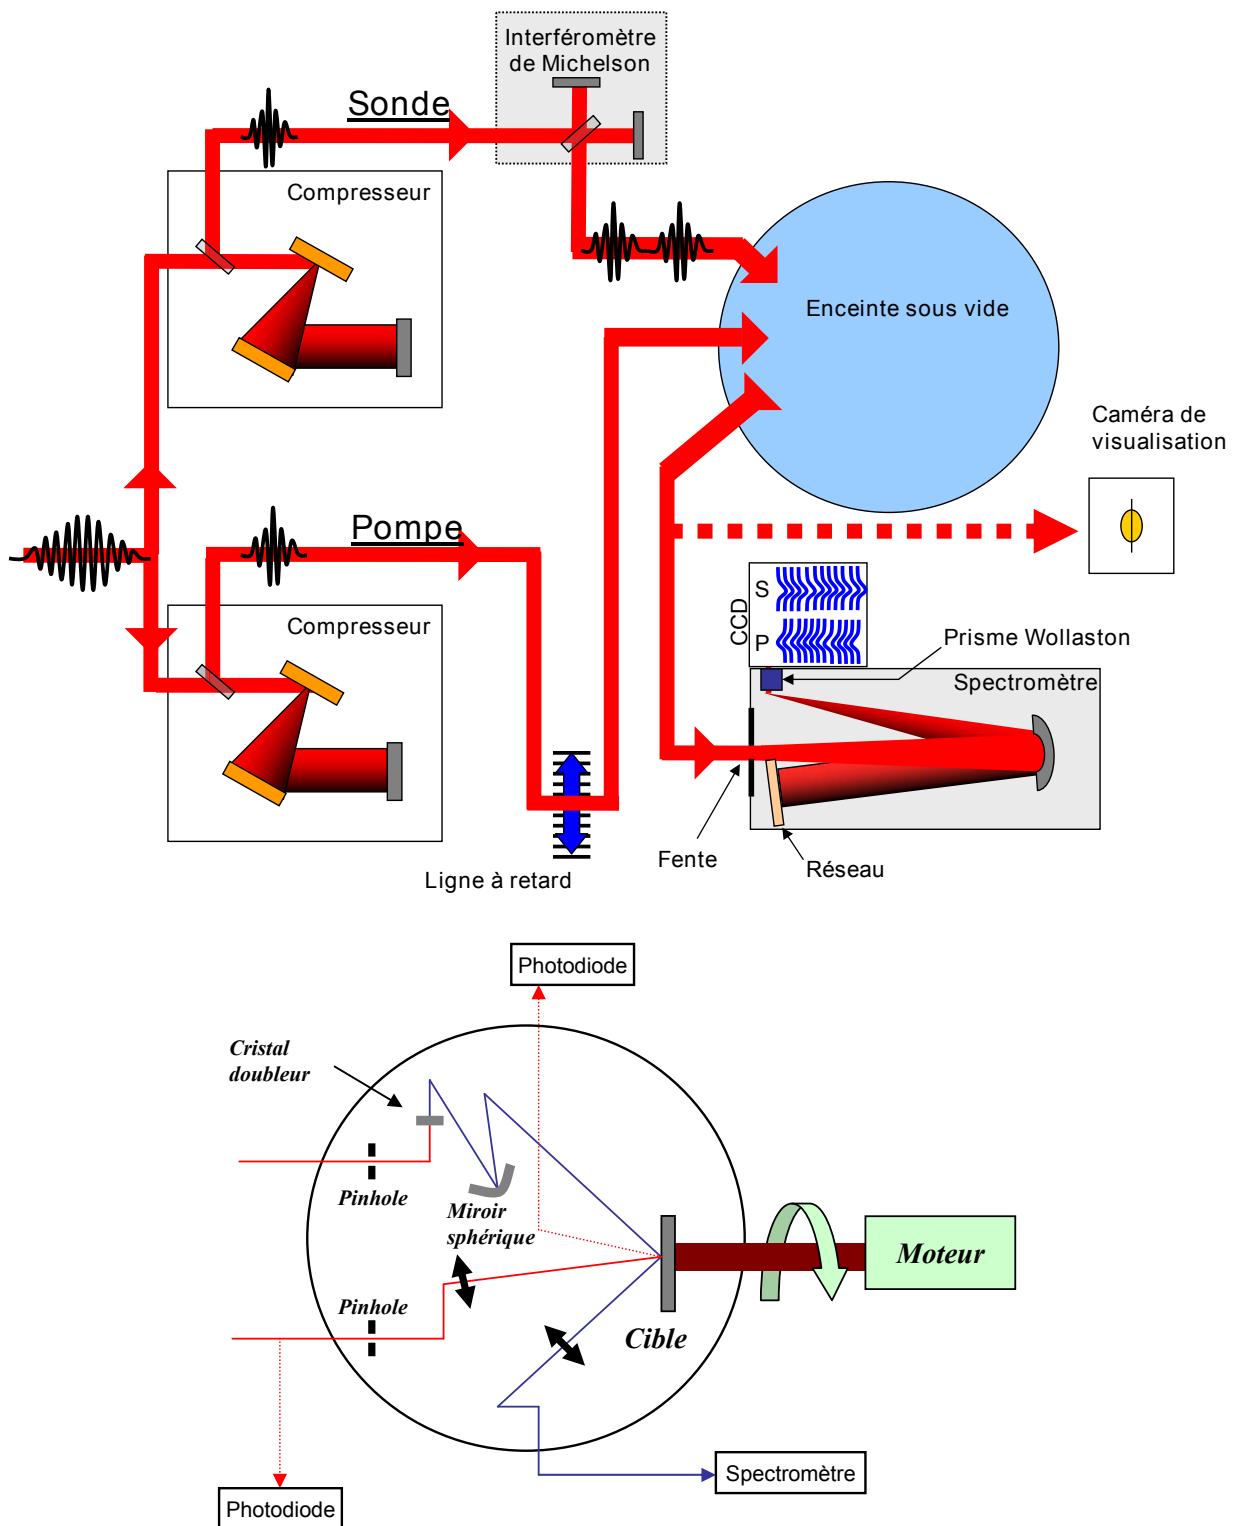 Interféromètre
de Michelson
Sonde
Compresseur
Enceinte sous vide
Caméra de
visualisation
Pompe
Compresseur
CCD
S
P
Prisme Wollaston
Spectromètre
Fente
Réseau
Ligne à retard
Photodiode
Cristal
doubleur
Pinhole
Miroir
sphérique
Moteur
Pinhole
Cible
Spectromètre
Photodiode